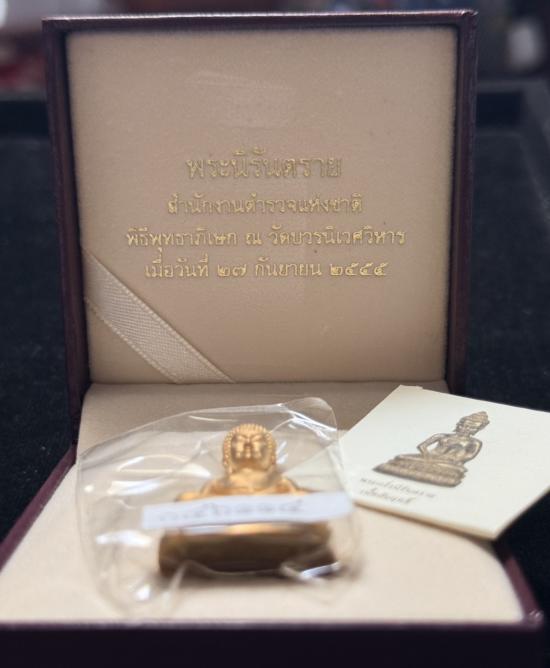 พระนิรันตราย
สำนักงานตำรวจแห่งชาติ
พิธีพุทธาภิเษก ณ วัดบวรนิเวศวิหาร
เมื่อวันที่ ๒๗ กันยายน ๒๕๕๕